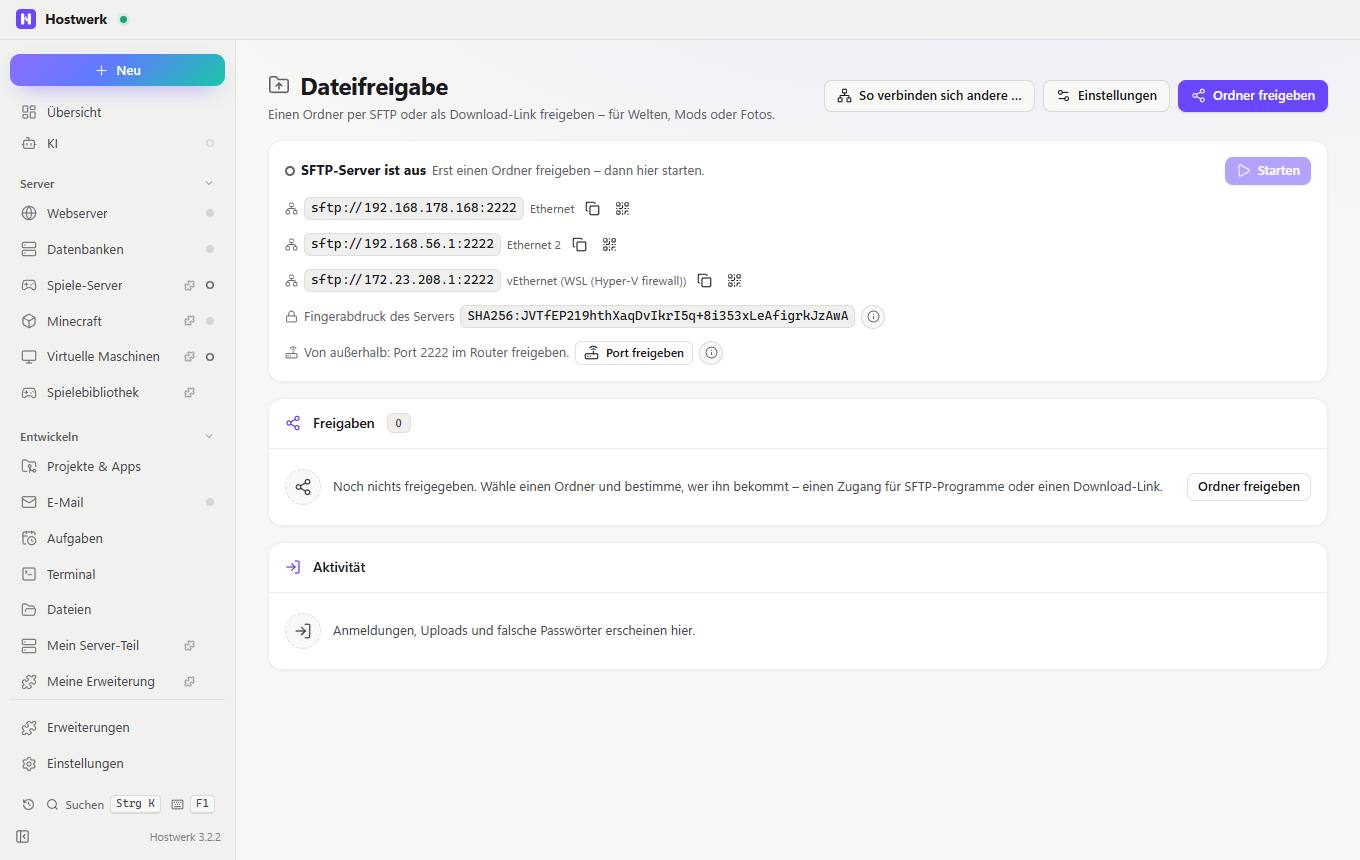 Hostwerk
Neu
Übersicht
KI
Server
Webserver
Datenbanken
Spiele-Server
Minecraft
Virtuelle Maschinen
Spielebibliothek
Entwickeln
Projekte & Apps
E-Mail
Aufgaben
Terminal
Dateien
Mein Server-Teil
Meine Erweiterung
Erweiterungen
Einstellungen
Suchen Strg K F1
Hostwerk 3.2.2
Dateifreigabe
Einen Ordner per SFTP oder als Download-Link freigeben – für Welten, Mods oder Fotos.
So verbinden sich andere ...
Einstellungen
Ordner freigeben
SFTP-Server ist aus Erst einen Ordner freigeben – dann hier starten.
Starten
sftp://192.168.178.168:2222 Ethernet
sftp://192.168.56.1:2222 Ethernet 2
sftp://172.23.208.1:2222 vEthernet (WSL (Hyper-V firewall))
Fingerabdruck des Servers SHA256:JVTfEP219hthXaqDvIkrI5q+8i353xLeAfigrkJzAwA
Von außerhalb: Port 2222 im Router freigeben. Port freigeben
Freigaben 0
Noch nichts freigegeben. Wähle einen Ordner und bestimme, wer ihn bekommt – einen Zugang für SFTP-Programme oder einen Download-Link.
Ordner freigeben
Aktivität
Anmeldungen, Uploads und falsche Passwörter erscheinen hier.